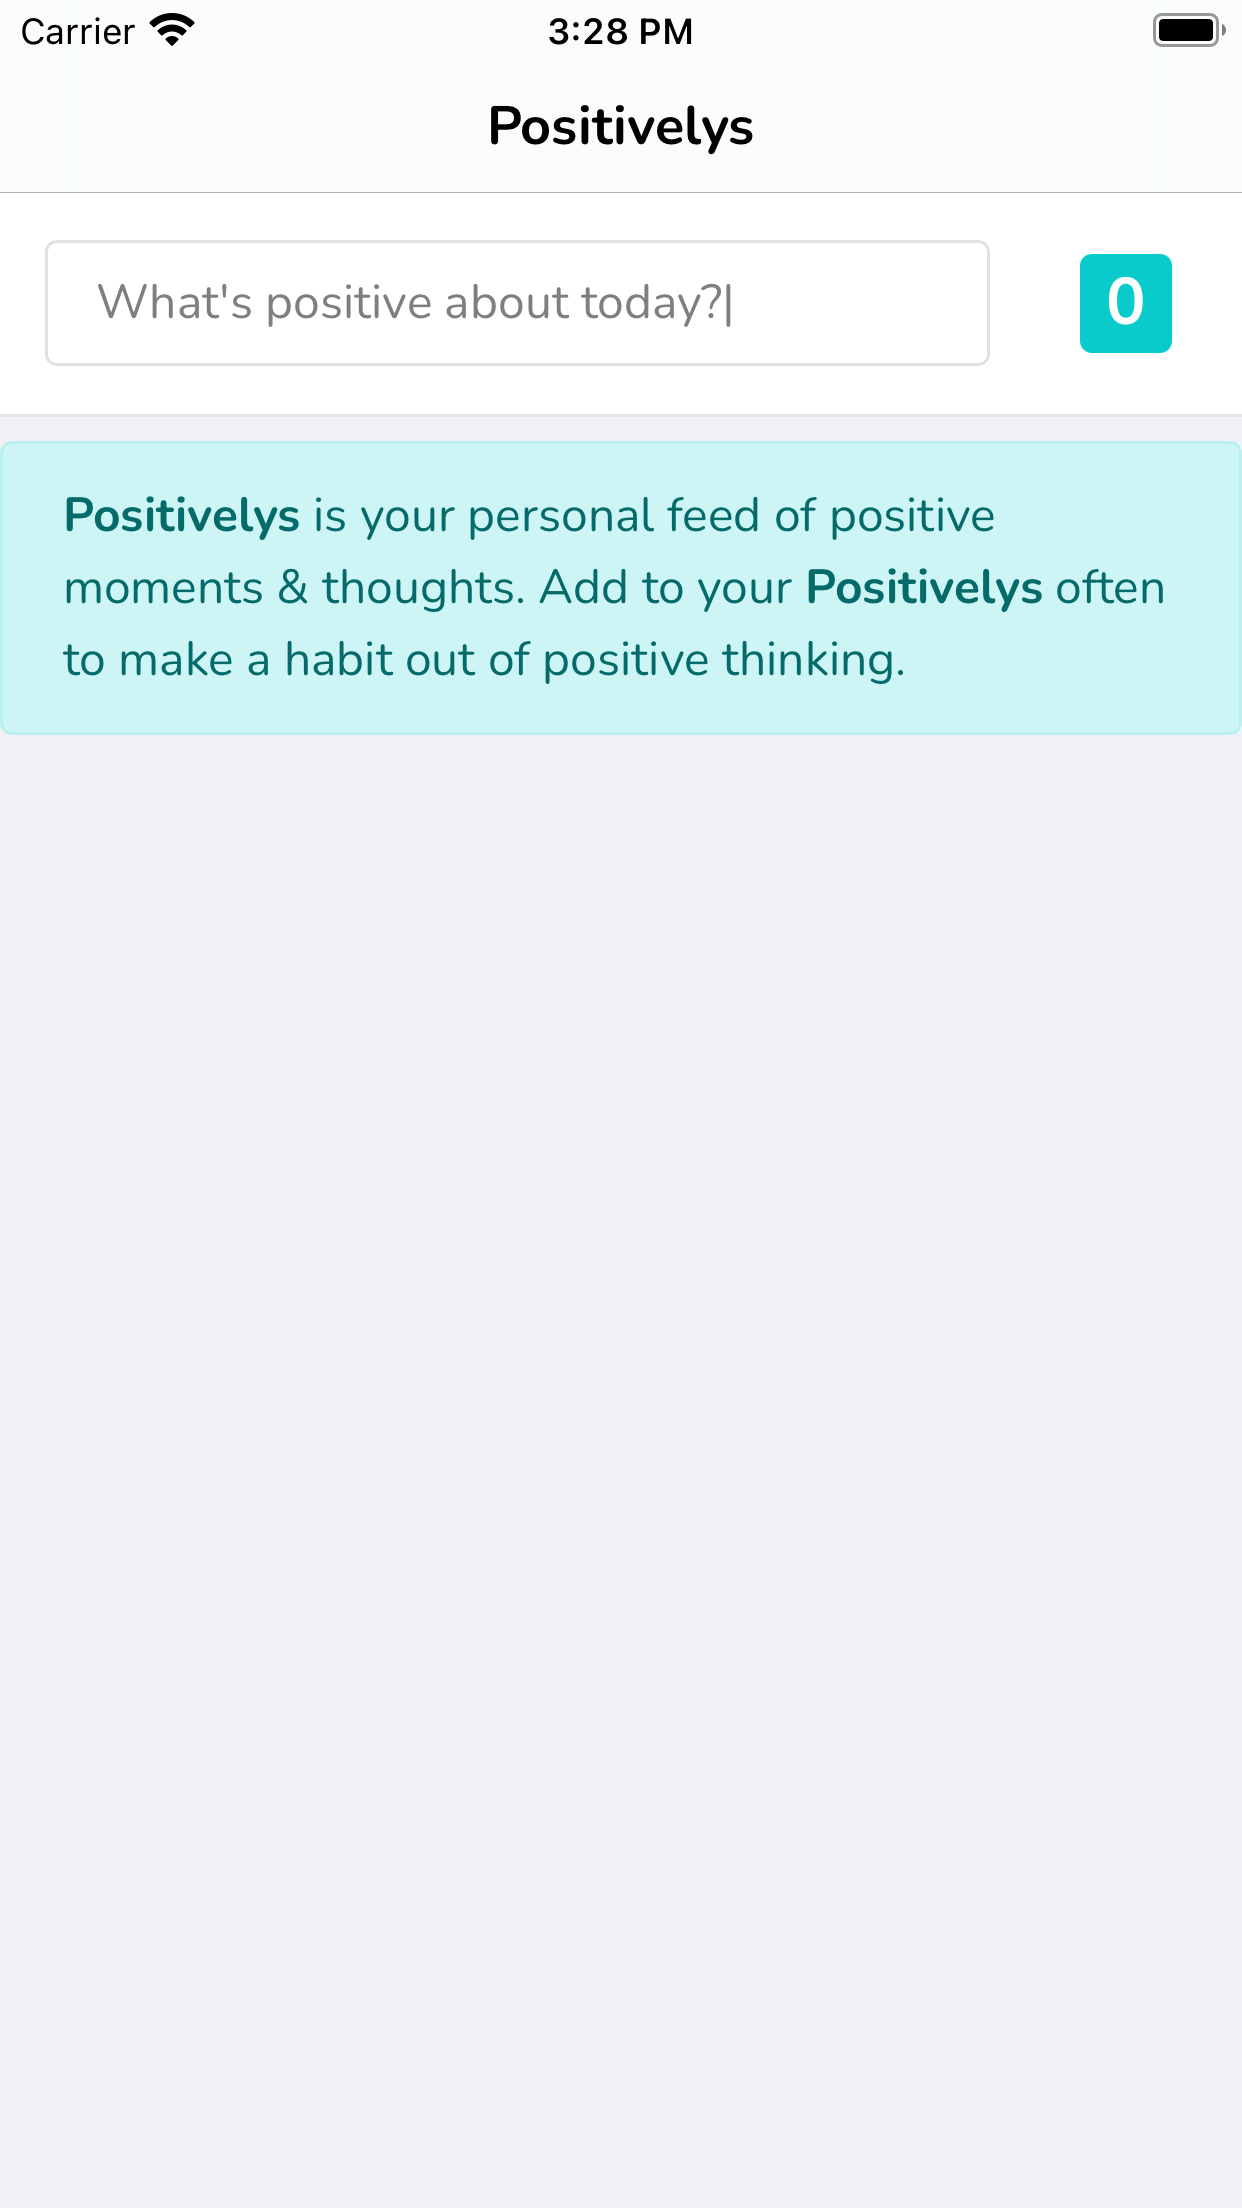 Carrier 3:28 PM
Positivelys
What's positive about today?|
0
Positivelys is your personal feed of positive
moments & thoughts. Add to your Positivelys often
to make a habit out of positive thinking.